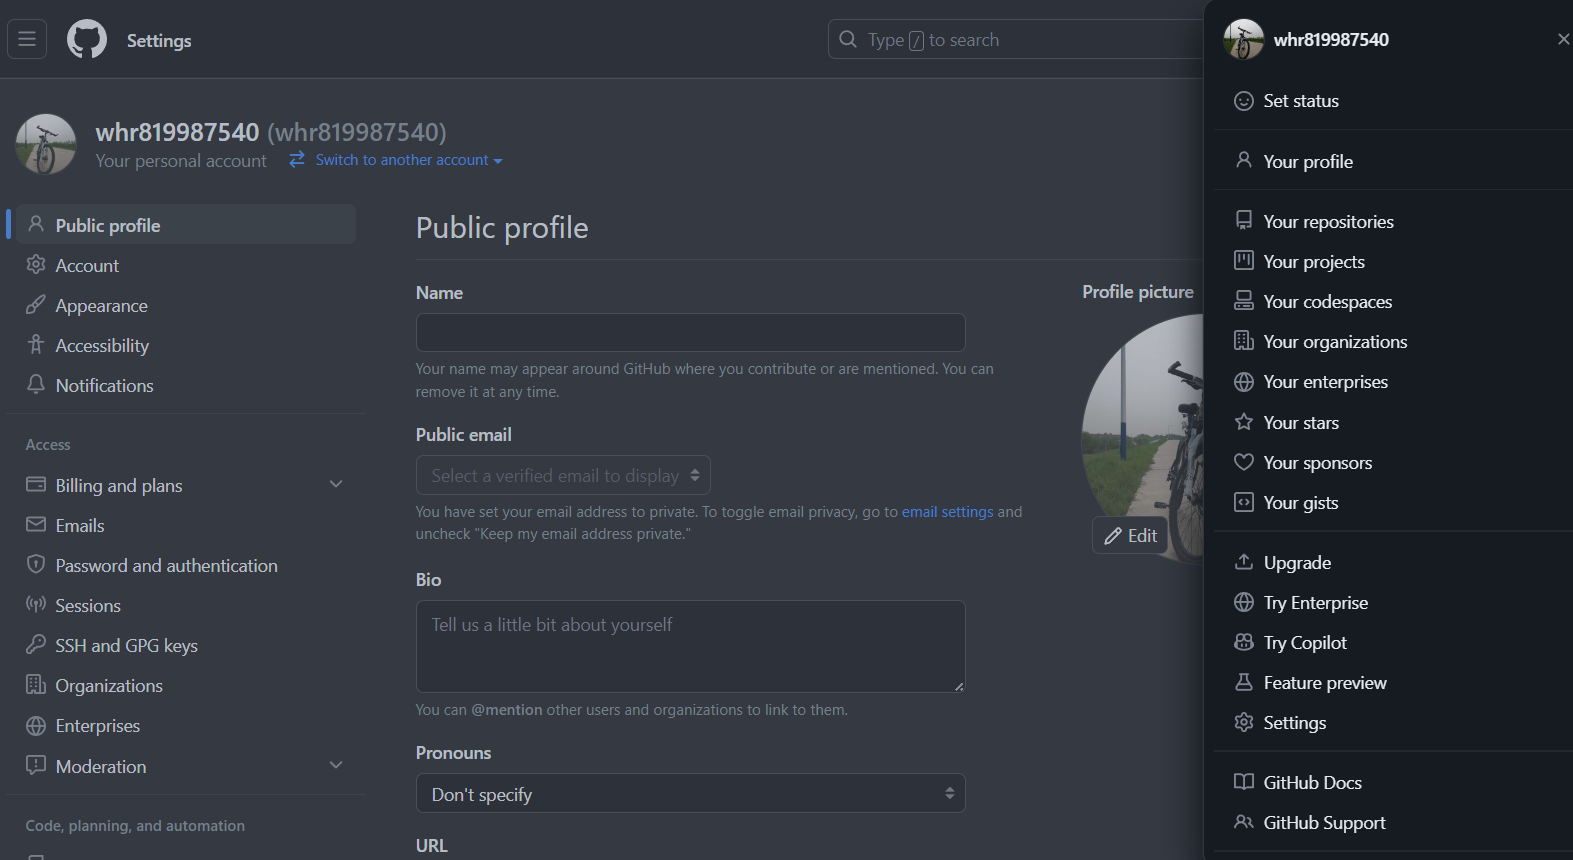 Settings
Type / to search
whr819987540 (whr819987540)
Your personal account
Switch to another account
Public profile
Account
Appearance
Accessibility
Notifications
Access
Billing and plans
Emails
Password and authentication
Sessions
SSH and GPG keys
Organizations
Enterprises
Moderation
Code, planning, and automation
Public profile
Name
Your name may appear around GitHub where you contribute or are mentioned. You can
remove it at any time.
Public email
Select a verified email to display
You have set your email address to private. To toggle email privacy, go to email settings and
uncheck "Keep my email address private."
Bio
Tell us a little bit about yourself
You can @mention other users and organizations to link to them.
Pronouns
Don't specify
URL
Profile picture
Edit
whr819987540
Set status
Your profile
Your repositories
Your projects
Your codespaces
Your organizations
Your enterprises
Your stars
Your sponsors
Your gists
Upgrade
Try Enterprise
Try Copilot
Feature preview
Settings
GitHub Docs
GitHub Support